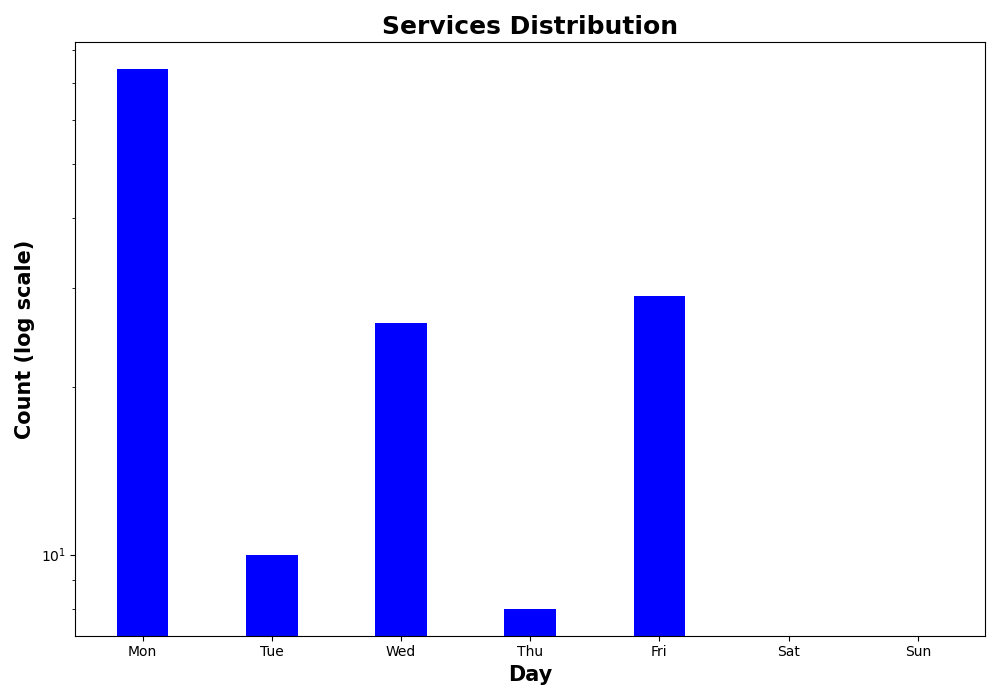 Services Distribution
Count (log scale)
10¹
Mon Tue Wed Thu Fri Sat Sun
Day